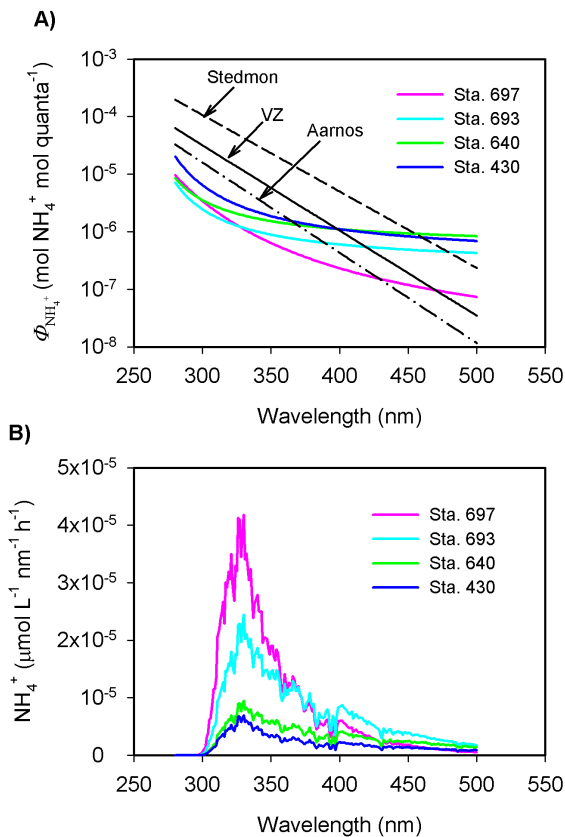 A)
Φ_NH₄⁺ (mol NH₄⁺ mol quanta⁻¹)
10⁻³
10⁻⁴
10⁻⁵
10⁻⁶
10⁻⁷
10⁻⁸
Stedmon
VZ
Aarnos
Sta. 697
Sta. 693
Sta. 640
Sta. 430
250 300 350 400 450 500 550
Wavelength (nm)
B)
NH₄⁺ (μmol L⁻¹ nm⁻¹ h⁻¹)
5x10⁻⁵
4x10⁻⁵
3x10⁻⁵
2x10⁻⁵
10⁻⁵
0
Sta. 697
Sta. 693
Sta. 640
Sta. 430
250 300 350 400 450 500 550
Wavelength (nm)